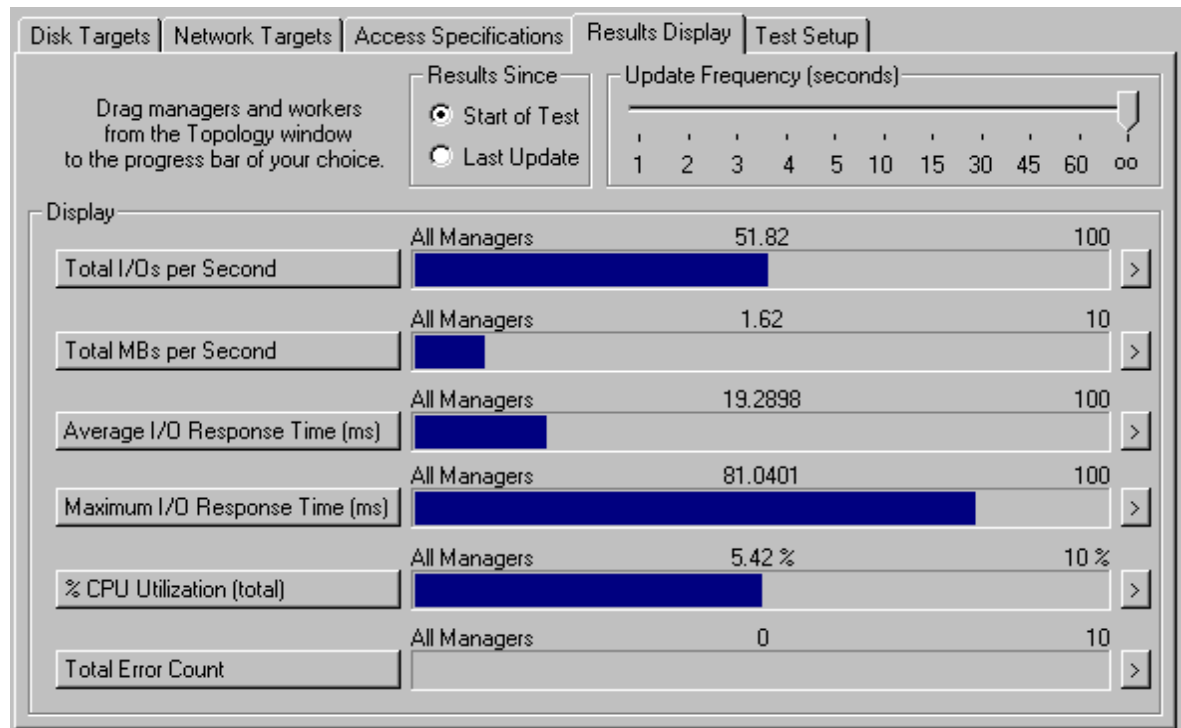 Disk Targets Network Targets Access Specifications Results Display Test Setup
Drag managers and workers
from the Topology window
to the progress bar of your choice.
Results Since
Start of Test
Last Update
Update Frequency (seconds)
1 2 3 4 5 10 15 30 45 60 oo
Display
All Managers 51.82 100
Total I/Os per Second >
All Managers 1.62 10
Total MBs per Second >
All Managers 19.2898 100
Average I/O Response Time (ms) >
All Managers 81.0401 100
Maximum I/O Response Time (ms) >
All Managers 5.42 % 10 %
% CPU Utilization (total) >
All Managers 0 10
Total Error Count >